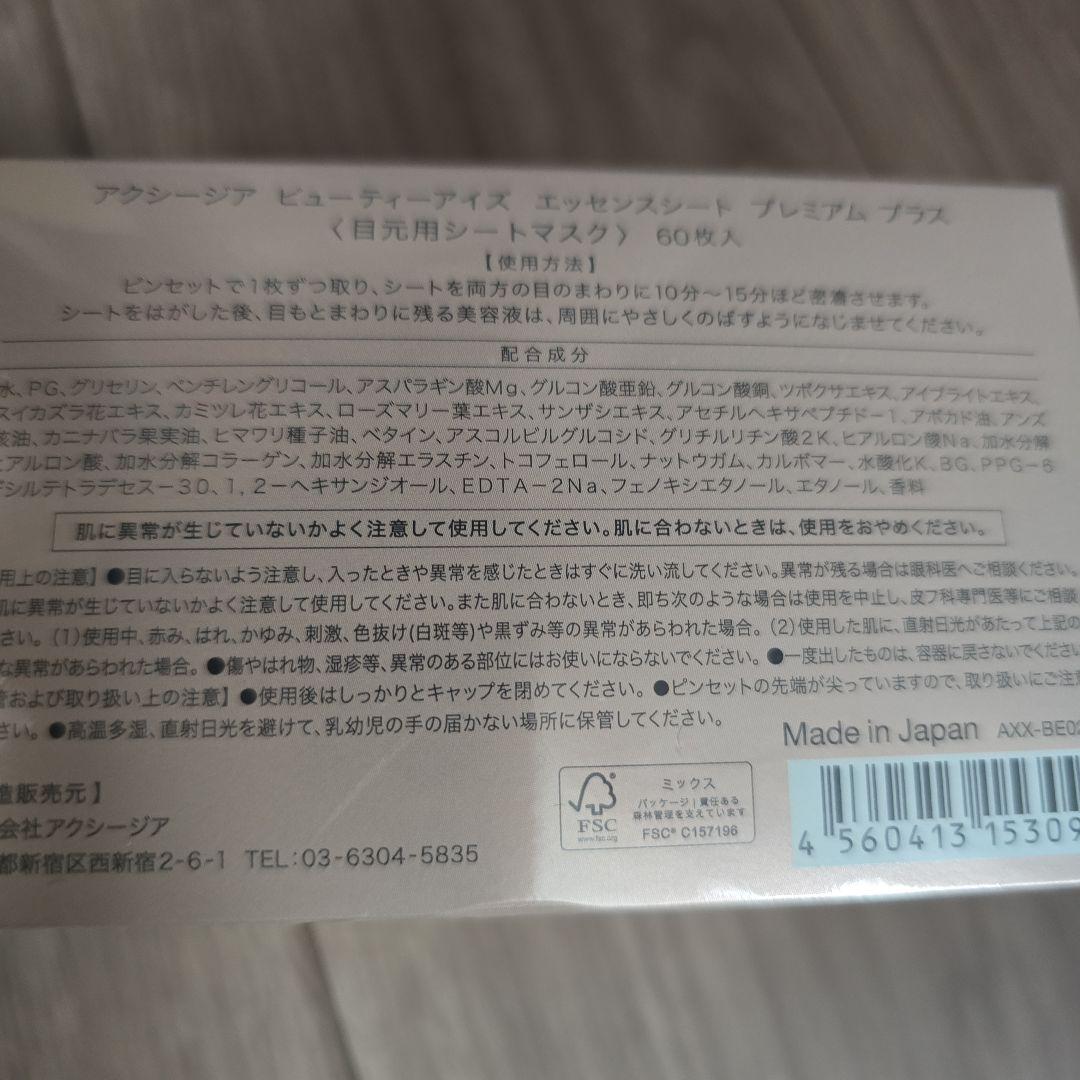 アクシージア ビューティーアイズ エッセンスシート プレミアム プラス
〈目元用シートマスク〉 60枚入
【使用方法】
ピンセットで1枚ずつ取り、シートを両方の目のまわりに10分～15分ほど密着させます。
シートをはがした後、目もとまわりに残る美容液は、周囲にやさしくのばすようになじませてください。
配合成分
水、PG、グリセリン、ペンチレングリコール、アスパラギン酸Mg、グルコン酸亜鉛、グルコン酸銅、ツボクサエキス、アイブライトエキス、
スイカズラ花エキス、カミツレ花エキス、ローズマリー葉エキス、サンザシエキス、アセチルヘキサペプチド－1、アボカド油、アンズ
核油、カニナバラ果実油、ヒマワリ種子油、ベタイン、アスコルビルグルコシド、グリチルリチン酸2K、ヒアルロン酸Na、加水分解
ヒアルロン酸、加水分解コラーゲン、加水分解エラスチン、トコフェロール、ナットウガム、カルボマー、水酸化K、BG、PPG－6
デシルテトラデセス－30、1，2－ヘキサンジオール、EDTA－2Na、フェノキシエタノール、エタノール、香料
肌に異常が生じていないかよく注意して使用してください。肌に合わないときは、使用をおやめください。
用上の注意】●目に入らないよう注意し、入ったときや異常を感じたときはすぐに洗い流してください。異常が残る場合は眼科医へご相談ください。
肌に異常が生じていないかよく注意して使用してください。また肌に合わないとき、即ち次のような場合は使用を中止し、皮フ科専門医等にご相談
さい。（1）使用中、赤み、はれ、かゆみ、刺激、色抜け(白斑等)や黒ずみ等の異常があらわれた場合。（2）使用した肌に、直射日光があたって上記の
な異常があらわれた場合。●傷やはれ物、湿疹等、異常のある部位にはお使いにならないでください。●一度出したものは、容器に戻さないでください
管および取り扱い上の注意】●使用後はしっかりとキャップを閉めてください。●ピンセットの先端が尖っていますので、取り扱いにご注意
さい。●高温多湿、直射日光を避けて、乳幼児の手の届かない場所に保管してください。
Made in Japan AXX-BE02
造販売元】
会社アクシージア
都新宿区西新宿2-6-1 TEL:03-6304-5835
FSC
www.fsc.org
ミックス
パッケージ｜責任ある
森林管理を支えています
FSC® C157196
4 560413 15309